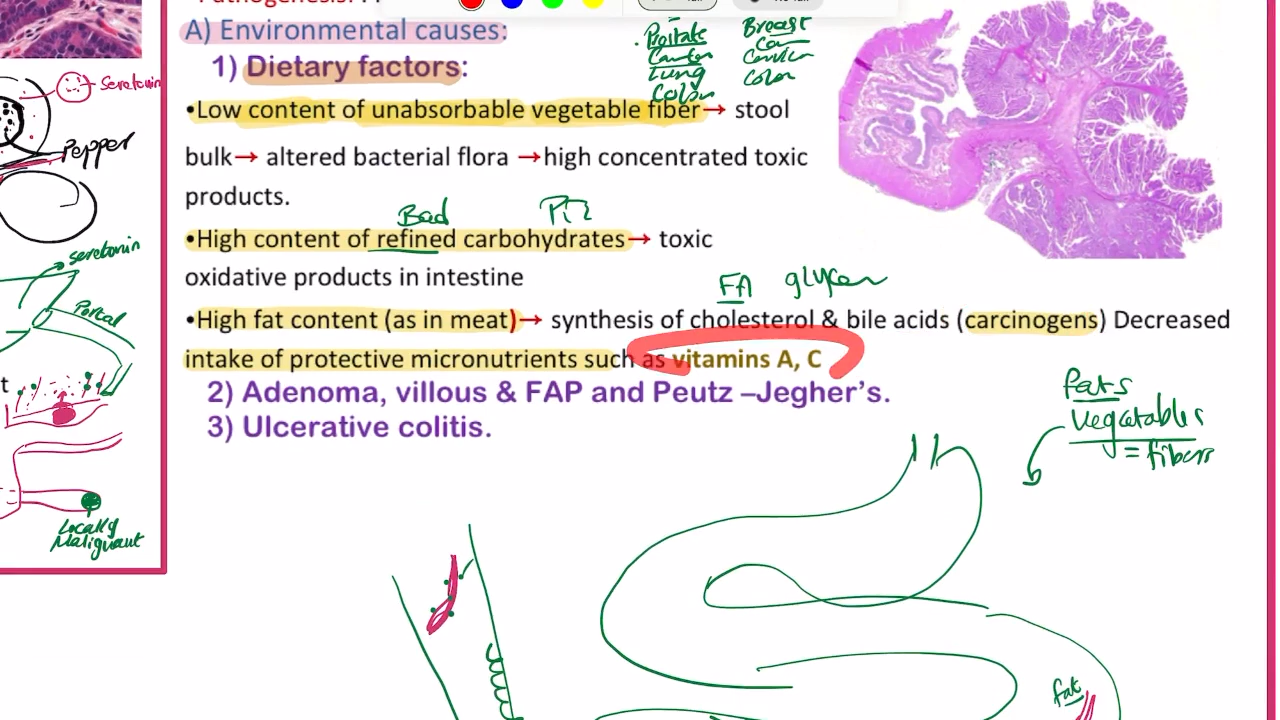 A) Environmental causes:
Prostate
Cancer
Lung
Colon
Breast
Cervix
Colon
1) Dietary factors:
•Low content of unabsorbable vegetable fiber→ stool
bulk→ altered bacterial flora →high concentrated toxic
products.
Bad
•High content of refined carbohydrates→ toxic
oxidative products in intestine
FA
•High fat content (as in meat)→ synthesis of cholesterol & bile acids (carcinogens) Decreased
intake of protective micronutrients such as vitamins A, C
2) Adenoma, villous & FAP and Peutz –Jegher's.
3) Ulcerative colitis.
Serotonin
Pepper
serotonin
Portal
t
Locally
Malignant
Fats
vegetables
= fibers
fat